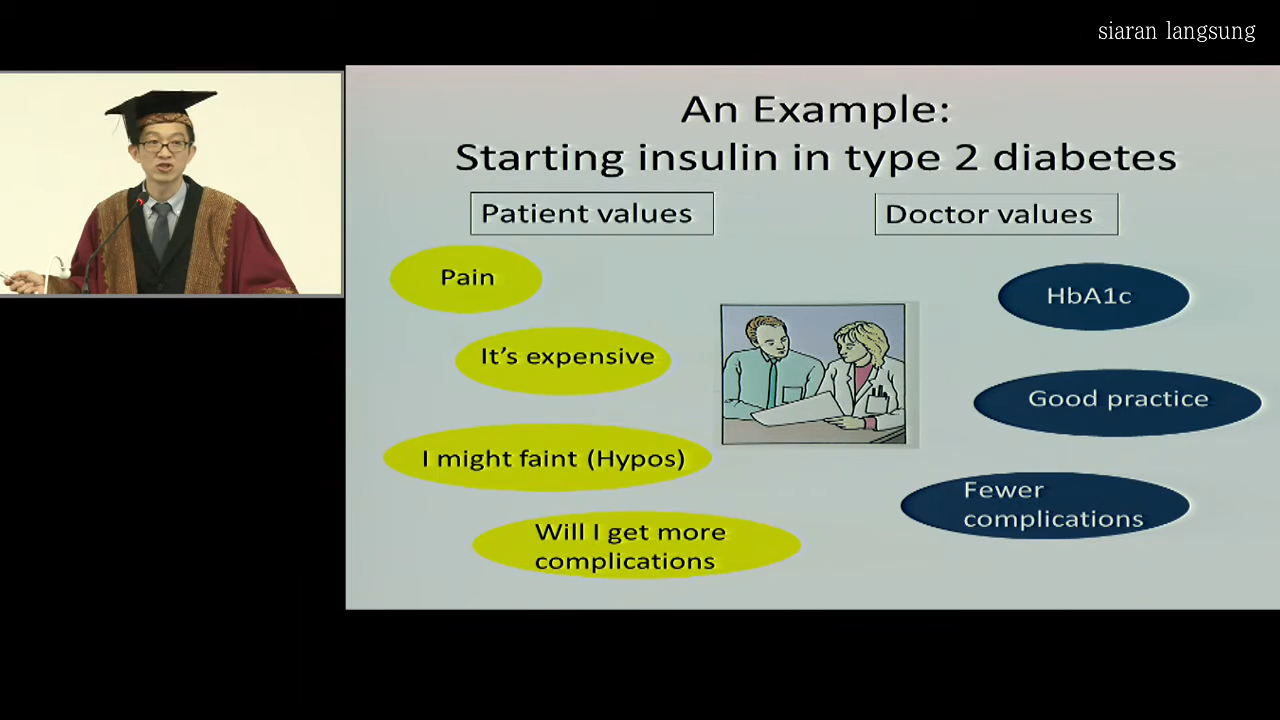 siaran langsung
An Example:
Starting insulin in type 2 diabetes
Patient values
Doctor values
Pain
It's expensive
I might faint (Hypos)
Will I get more
complications
HbA1c
Good practice
Fewer
complications